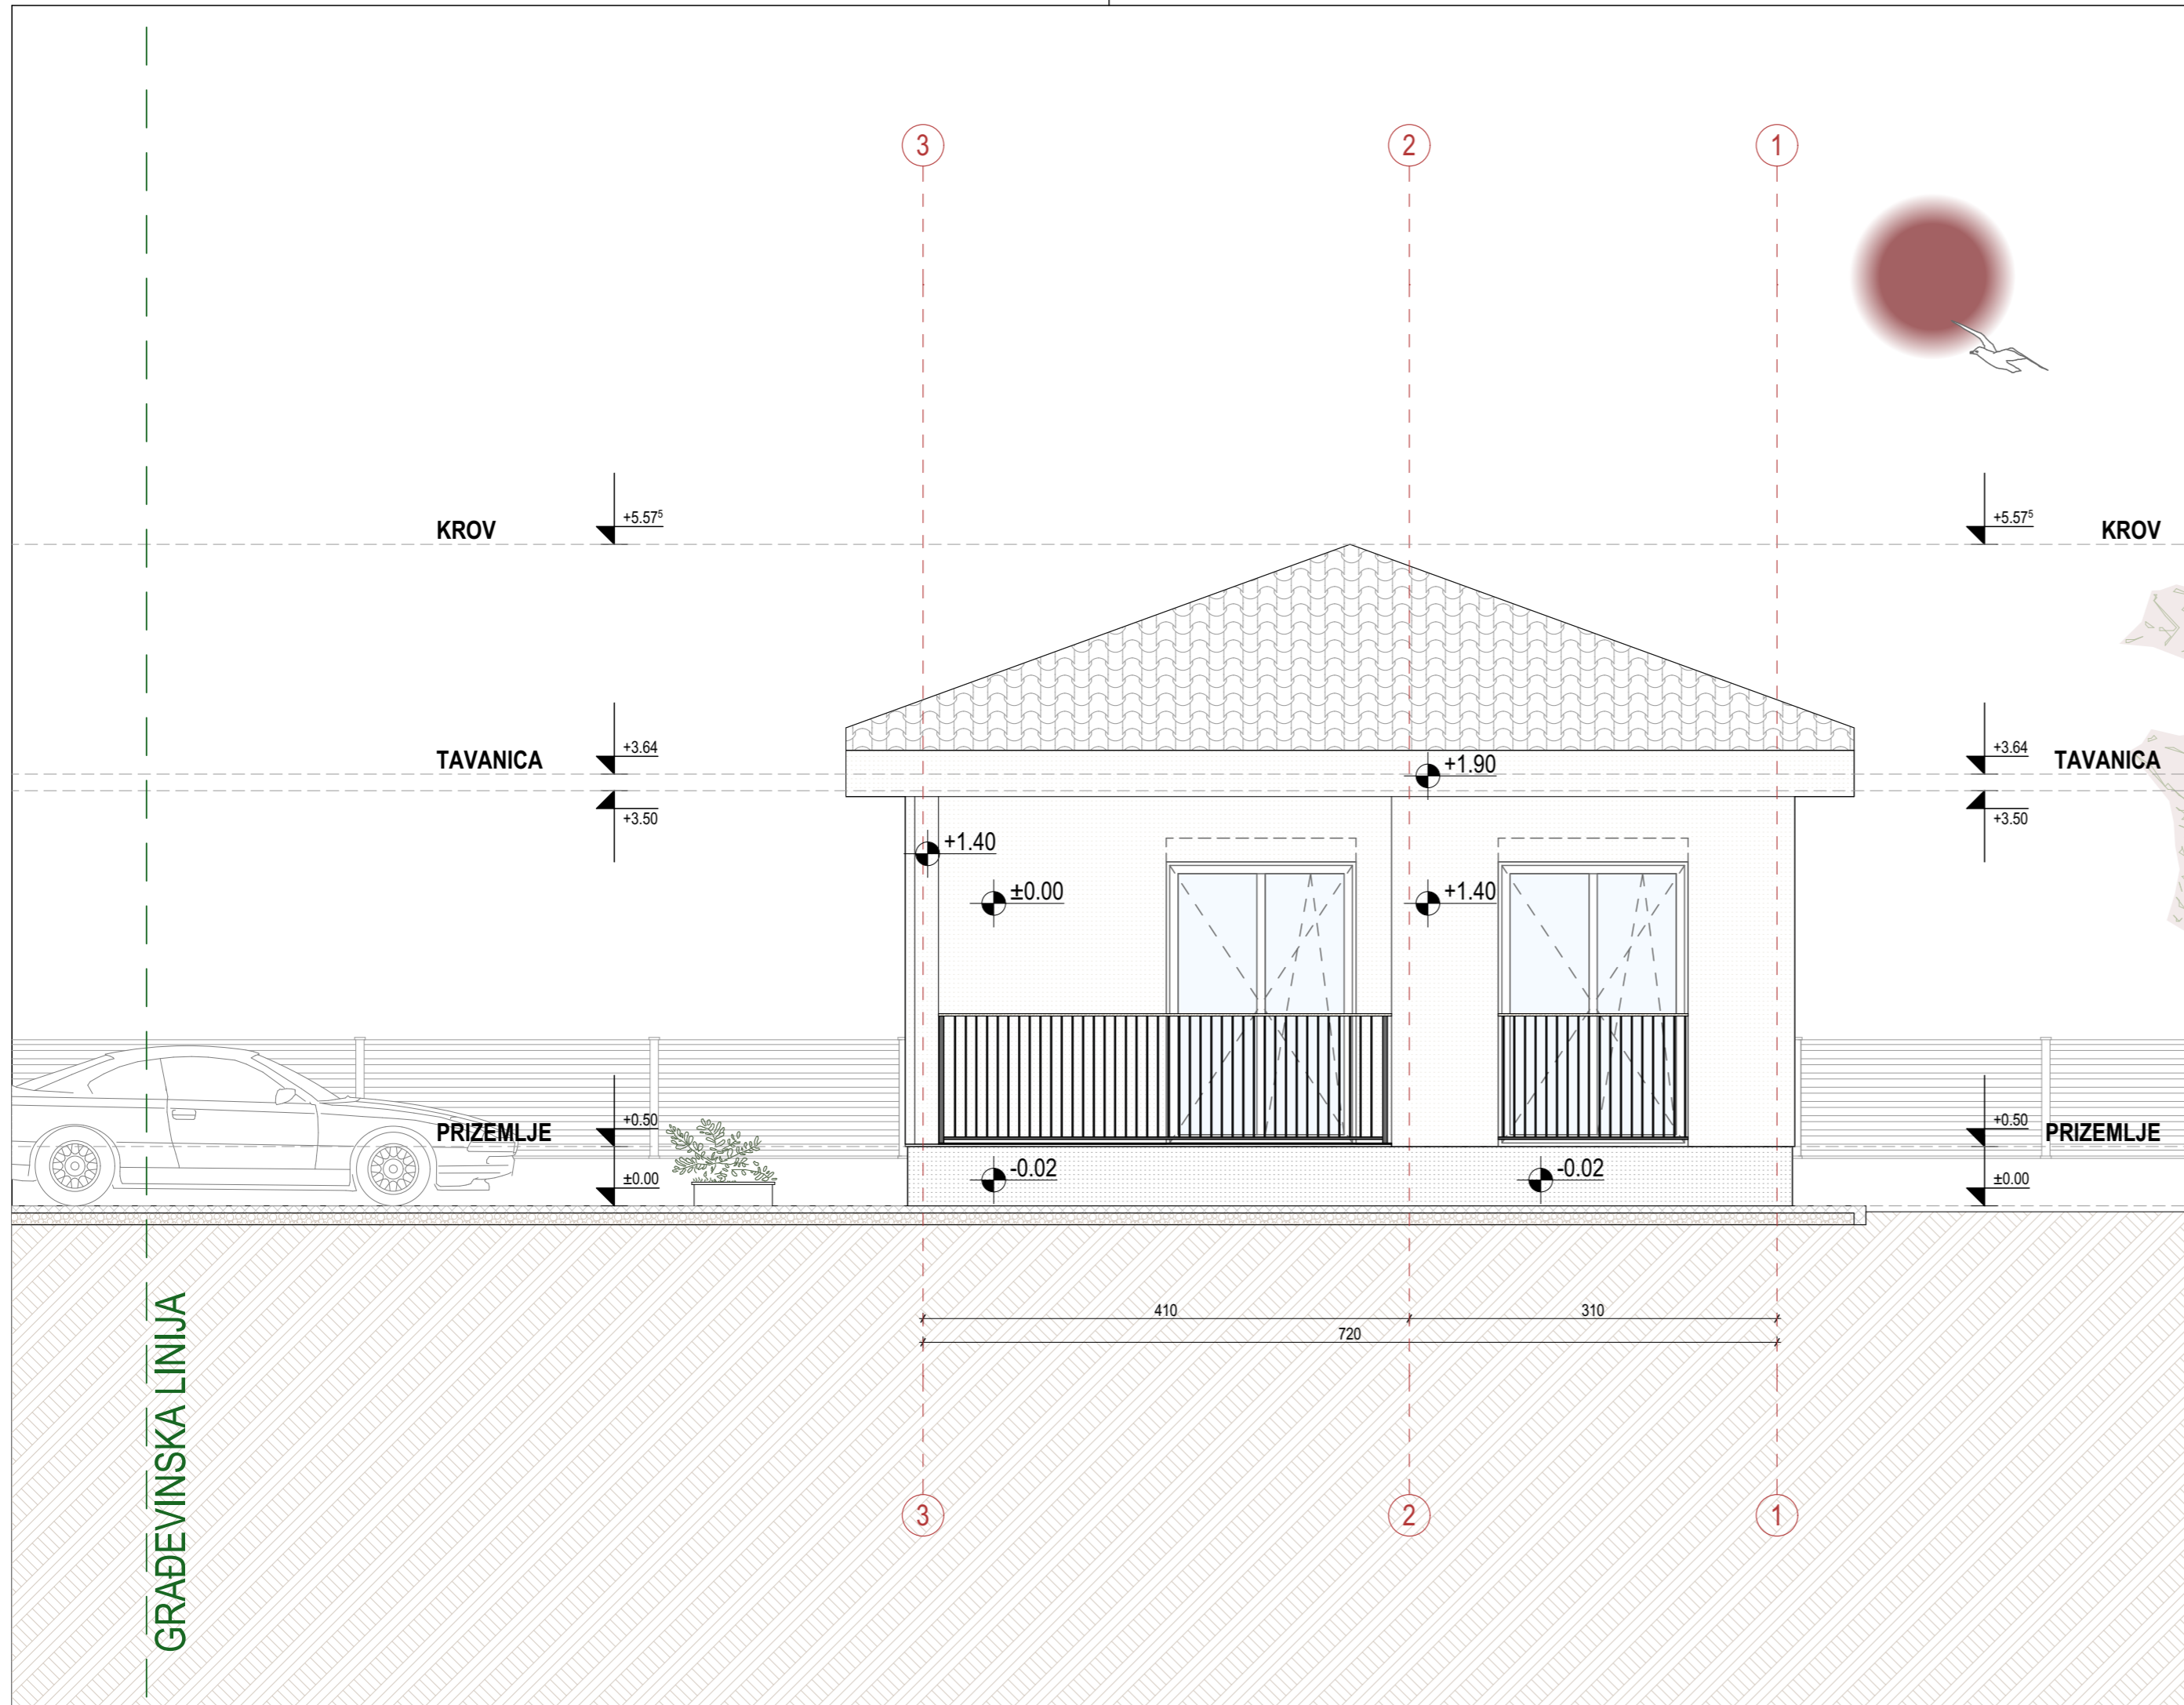 3 2 1
KROV +5.57⁵ +5.57⁵ KROV
TAVANICA +3.64 +3.64 TAVANICA
+1.90
+3.50 +3.50
+1.40
±0.00 +1.40
PRIZEMLJE +0.50 +0.50 PRIZEMLJE
±0.00 -0.02 -0.02 ±0.00
410 310
720
GRAĐEVINSKA LINIJA
3 2 1